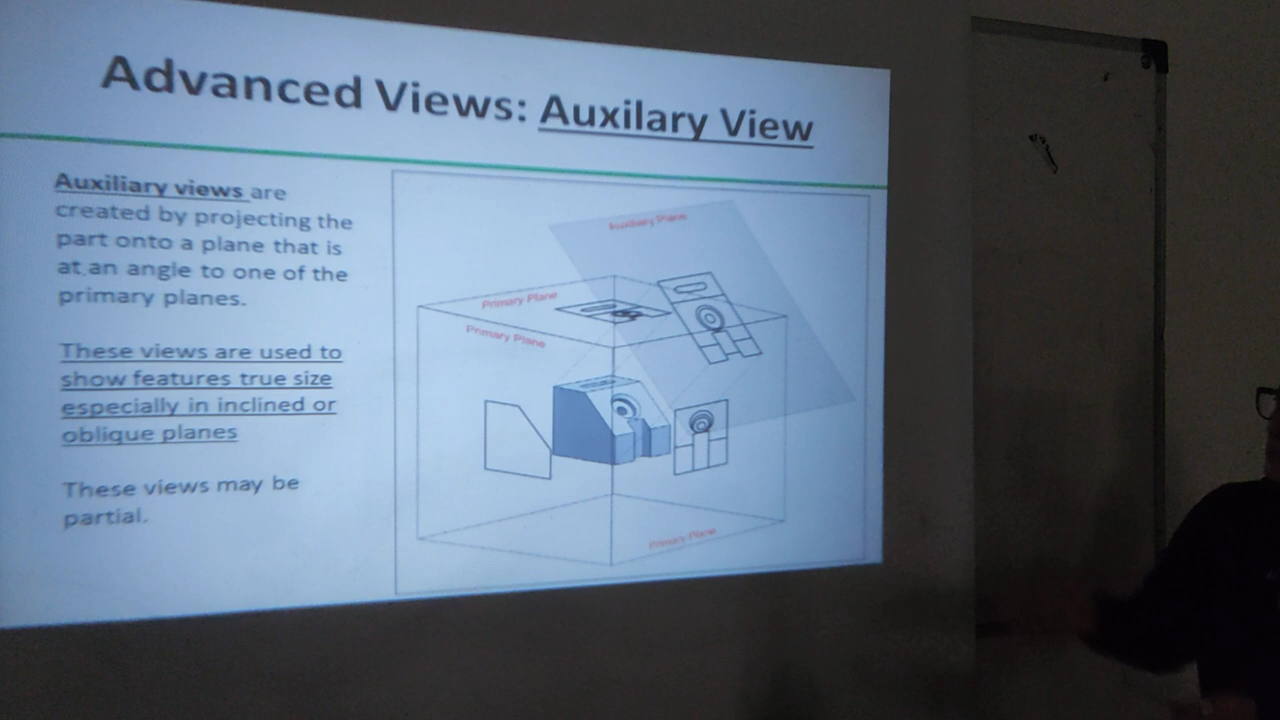 Advanced Views: Auxilary View
Auxiliary views are
created by projecting the
part onto a plane that is
at an angle to one of the
primary planes.
These views are used to
show features true size
especially in inclined or
oblique planes
These views may be
partial.
Auxiliary Plane
Primary Plane
Primary Plane
Primary Plane